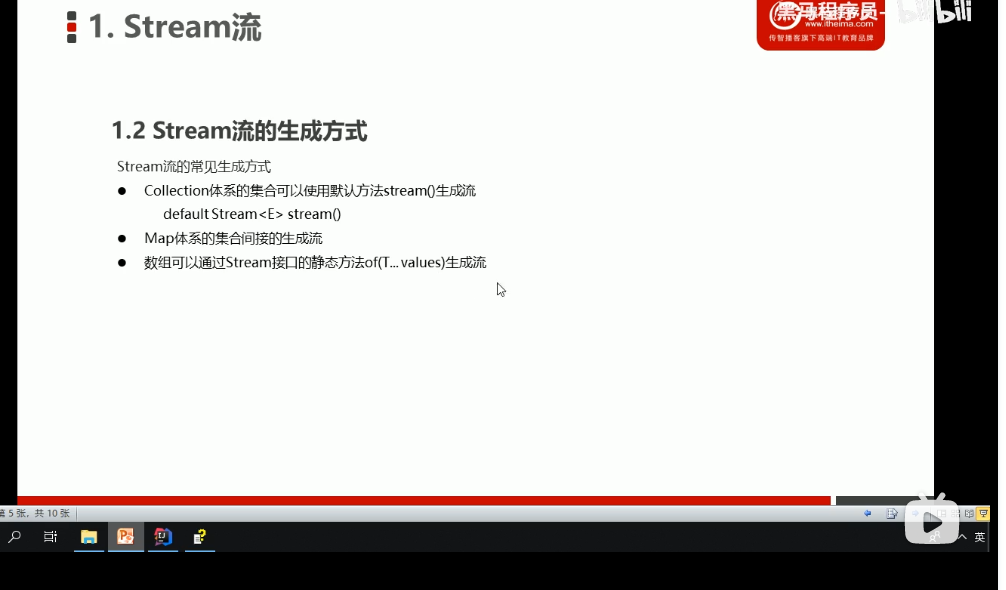 1. Stream流
黑马程序员-
bilibili
www.itheima.com
传智播客旗下高端IT教育品牌
1.2 Stream流的生成方式
Stream流的常见生成方式
● Collection体系的集合可以使用默认方法stream()生成流
default Stream<E> stream()
● Map体系的集合间接的生成流
● 数组可以通过Stream接口的静态方法of(T... values)生成流
第 5 张，共 10 张
英